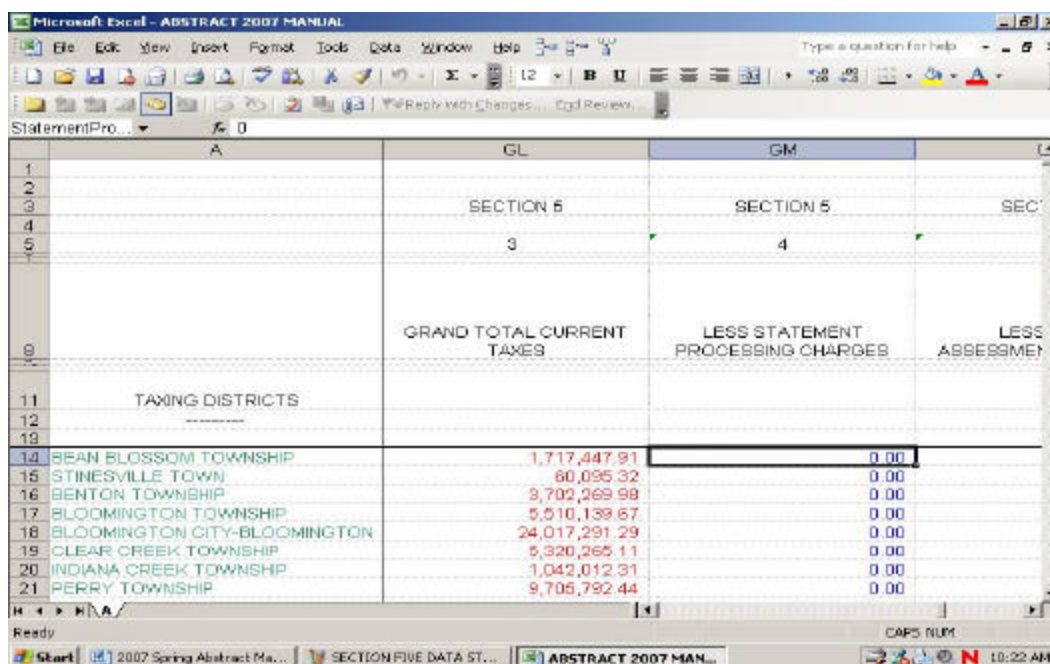 Microsoft Excel - ABSTRACT 2007 MANUAL
File Edit View Insert Format Tools Data Window Help Type a question for help
12 B U
Reply with Changes... End Review...
StatementPro... fx 0
A GL GM
1
2
3 SECTION 5 SECTION 5 SEC
4
5 3 4
9 GRAND TOTAL CURRENT TAXES LESS STATEMENT PROCESSING CHARGES LESS ASSESSMEN
11 TAXING DISTRICTS
12 ---------
13
14 BEAN BLOSSOM TOWNSHIP 1,717,447.91 0.00
15 STINESVILLE TOWN 60,095.32 0.00
16 BENTON TOWNSHIP 3,702,269.98 0.00
17 BLOOMINGTON TOWNSHIP 5,510,139.67 0.00
18 BLOOMINGTON CITY-BLOOMINGTON 24,017,291.29 0.00
19 CLEAR CREEK TOWNSHIP 5,320,265.11 0.00
20 INDIANA CREEK TOWNSHIP 1,042,012.31 0.00
21 PERRY TOWNSHIP 9,705,792.44 0.00
A
Ready CAPS NUM
Start 2007 Spring Abstract Ma... SECTION FIVE DATA ST... ABSTRACT 2007 MAN... N 10:22 AM